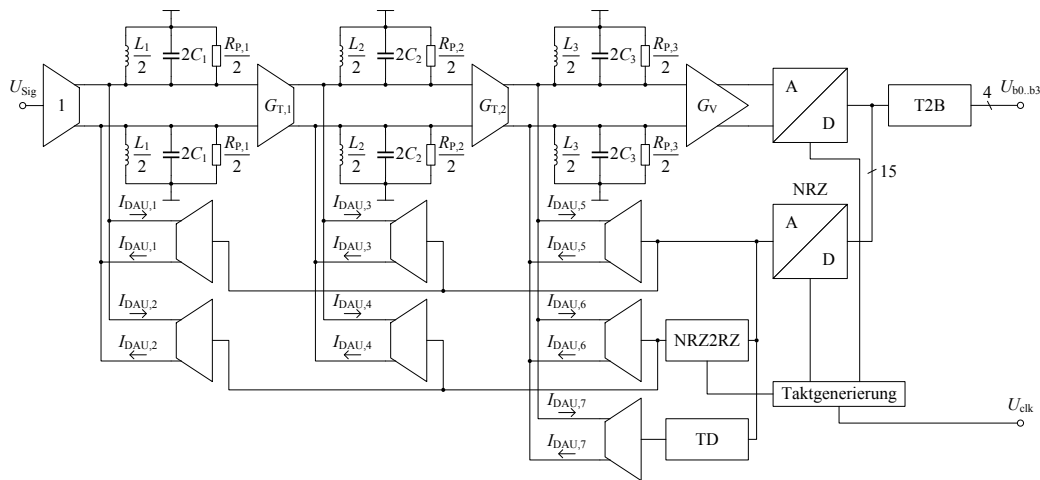 L1/2 2C1 RP,1/2 L2/2 2C2 RP,2/2 L3/2 2C3 RP,3/2
USig 1 GT,1 GT,2 GV A D T2B 4 Ub0..b3
L1/2 2C1 RP,1/2 L2/2 2C2 RP,2/2 L3/2 2C3 RP,3/2
15
NRZ
IDAU,1 IDAU,3 IDAU,5
A
IDAU,1 IDAU,3 IDAU,5
D
IDAU,2 IDAU,4 IDAU,6
IDAU,2 IDAU,4 IDAU,6 NRZ2RZ
Taktgenerierung
IDAU,7 Uclk
IDAU,7 TD